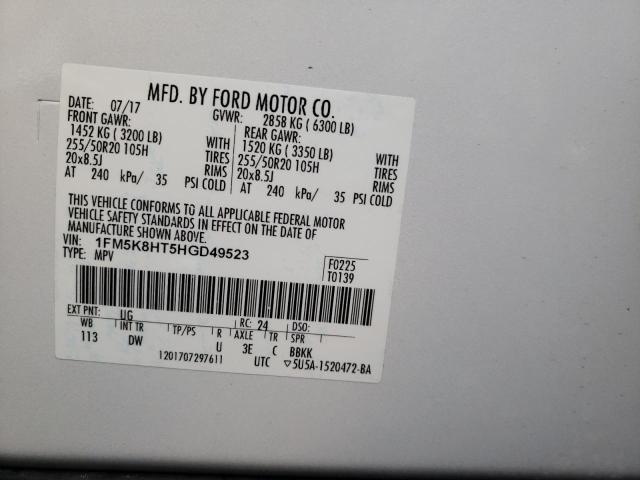 MFD. BY FORD MOTOR CO.
DATE: 07/17 GVWR: 2858 KG ( 6300 LB)
FRONT GAWR: REAR GAWR:
1452 KG ( 3200 LB) WITH 1520 KG ( 3350 LB) WITH
255/50R20 105H TIRES 255/50R20 105H TIRES
20x8.5J RIMS 20x8.5J RIMS
AT 240 kPa/ 35 PSI COLD AT 240 kPa/ 35 PSI COLD
THIS VEHICLE CONFORMS TO ALL APPLICABLE FEDERAL MOTOR
VEHICLE SAFETY STANDARDS IN EFFECT ON THE DATE OF
MANUFACTURE SHOWN ABOVE.
VIN: 1FM5K8HT5HGD49523 F0225
TYPE: MPV T0139
EXT PNT: UG RC: 24 DSO:
WB INT TR TP/PS R AXLE TR SPR
113 DW U 3E C BBKK
1201707297611 UTC ▽5U5A-1520472-BA